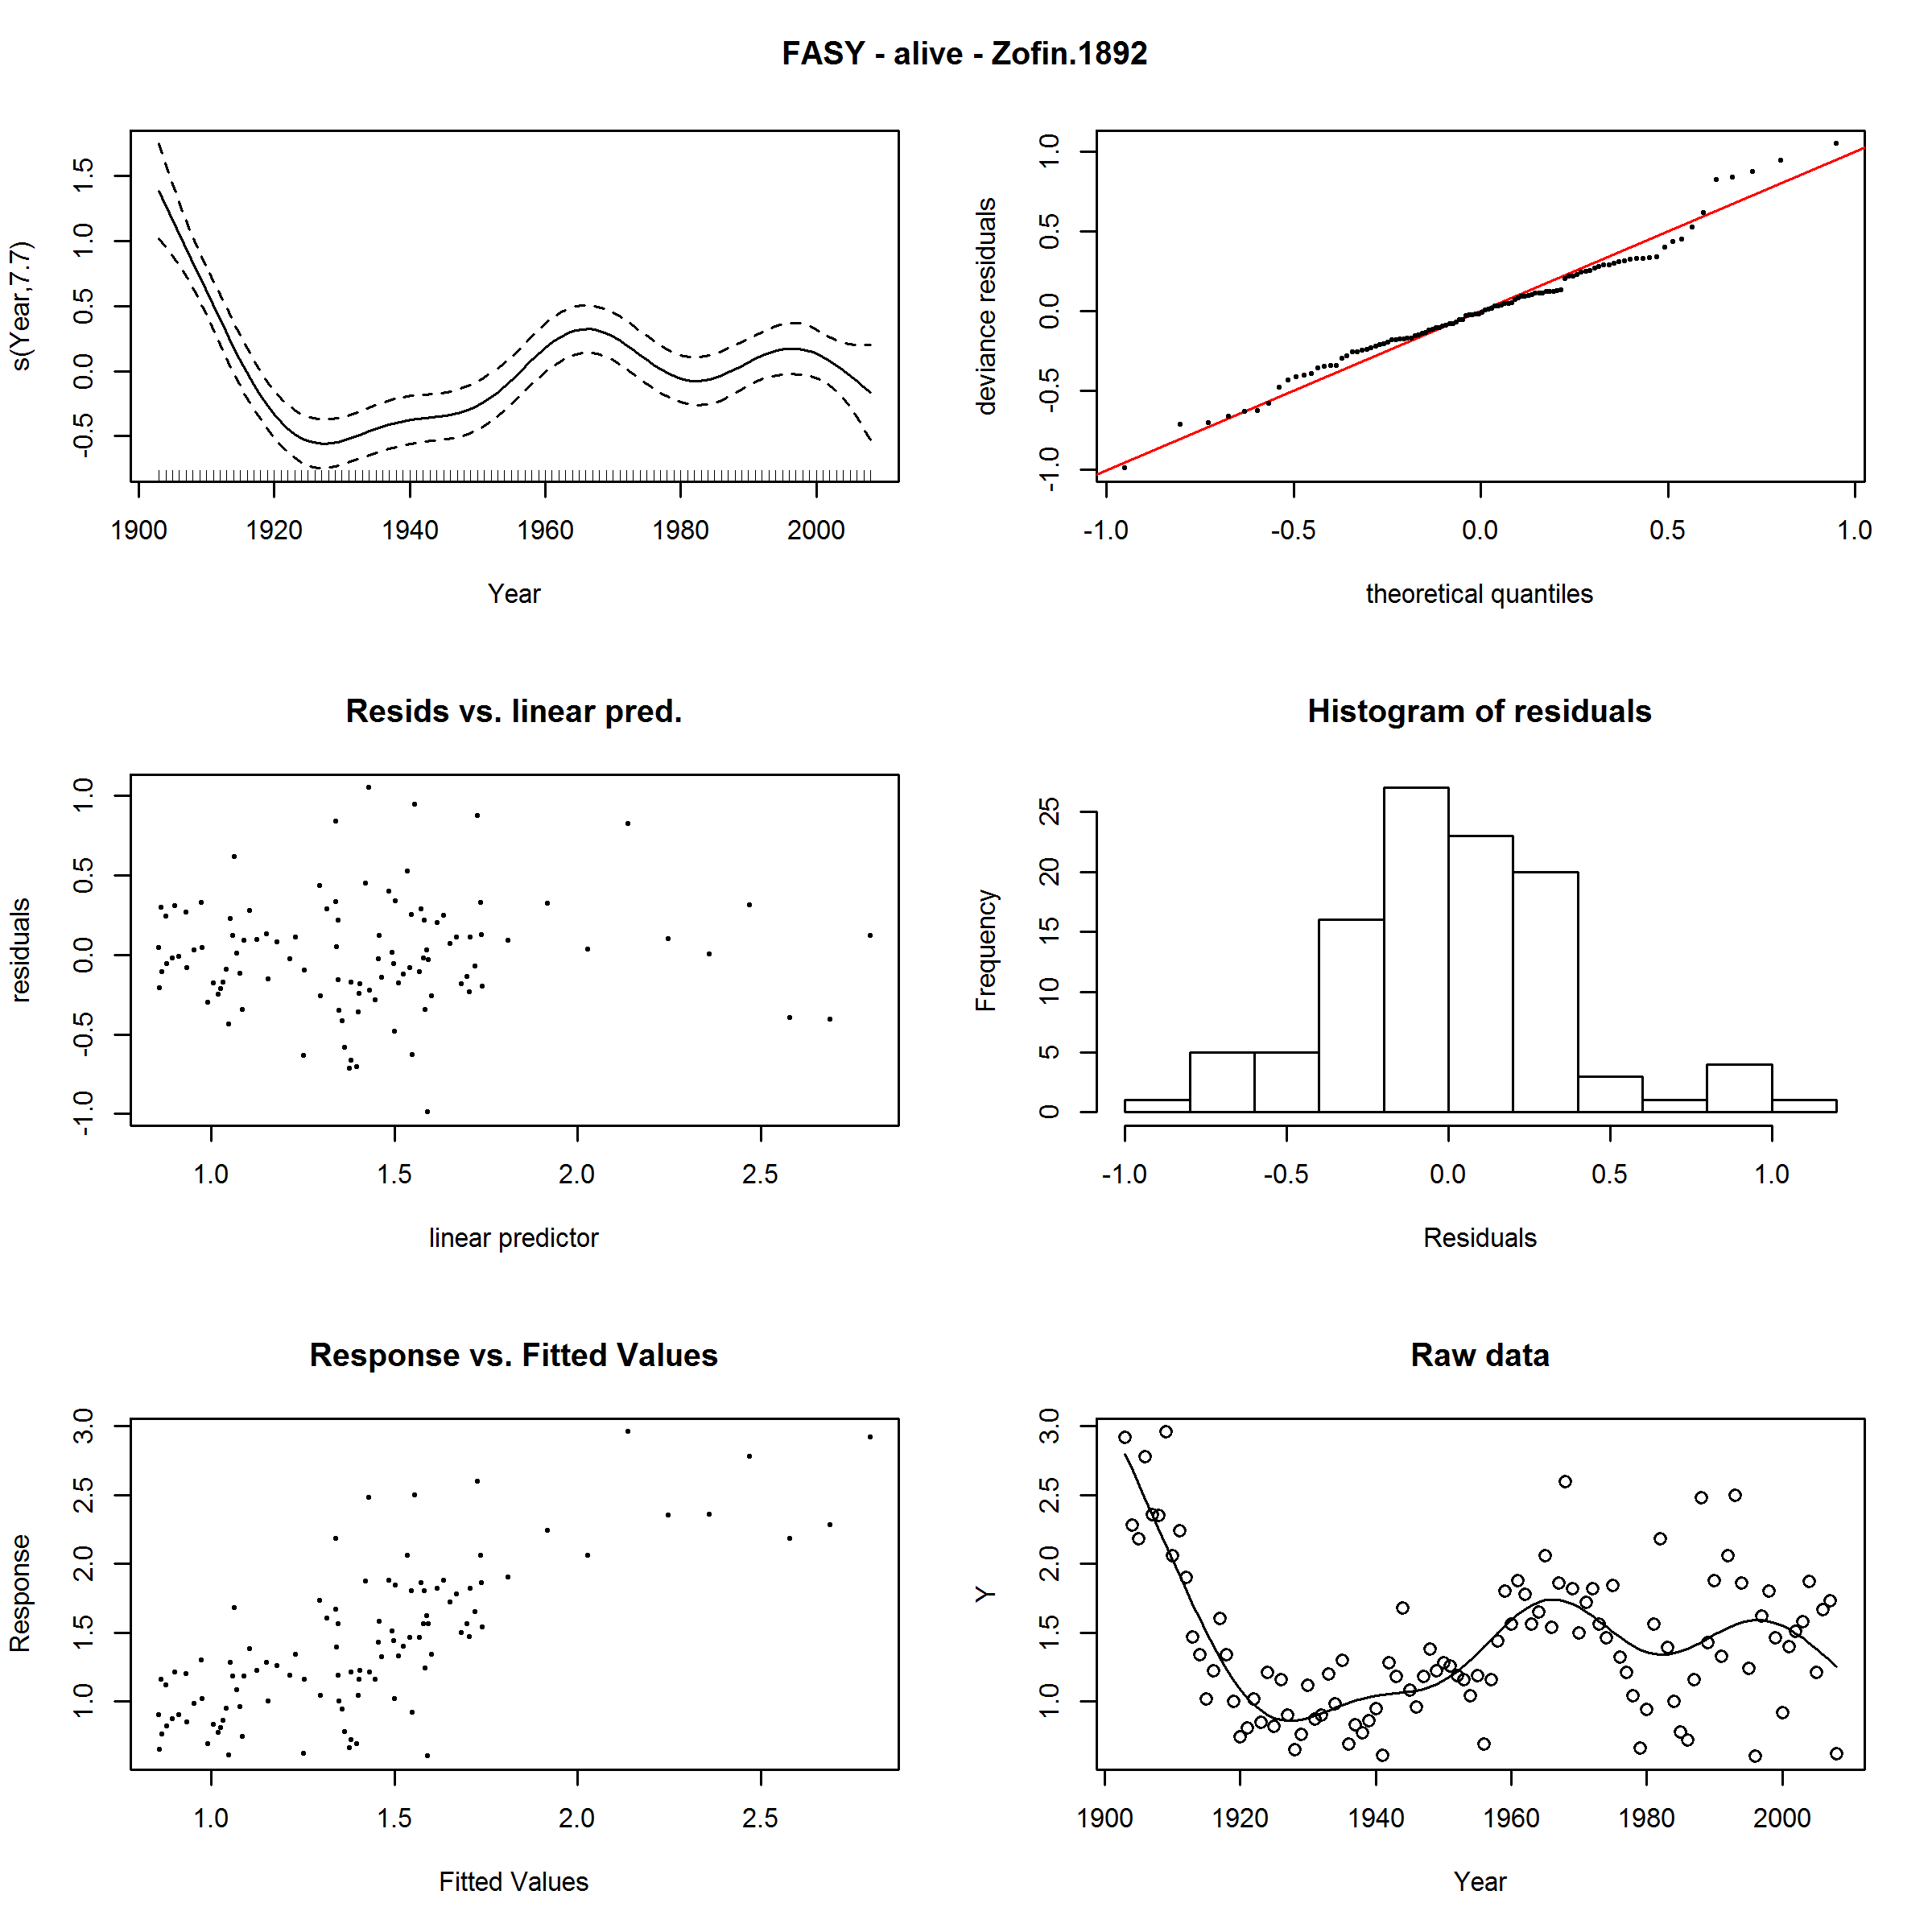 FASY - alive - Zofin.1892
s(Year,7.7)
-0.5 0.0 0.5 1.0 1.5
1900 1920 1940 1960 1980 2000
Year
deviance residuals
-1.0 -0.5 0.0 0.5 1.0
-1.0 -0.5 0.0 0.5 1.0
theoretical quantiles
Resids vs. linear pred.
residuals
-1.0 -0.5 0.0 0.5 1.0
1.0 1.5 2.0 2.5
linear predictor
Histogram of residuals
Frequency
0 5 10 15 20 25
-1.0 -0.5 0.0 0.5 1.0
Residuals
Response vs. Fitted Values
Response
1.0 1.5 2.0 2.5 3.0
1.0 1.5 2.0 2.5
Fitted Values
Raw data
Y
1.0 1.5 2.0 2.5 3.0
1900 1920 1940 1960 1980 2000
Year